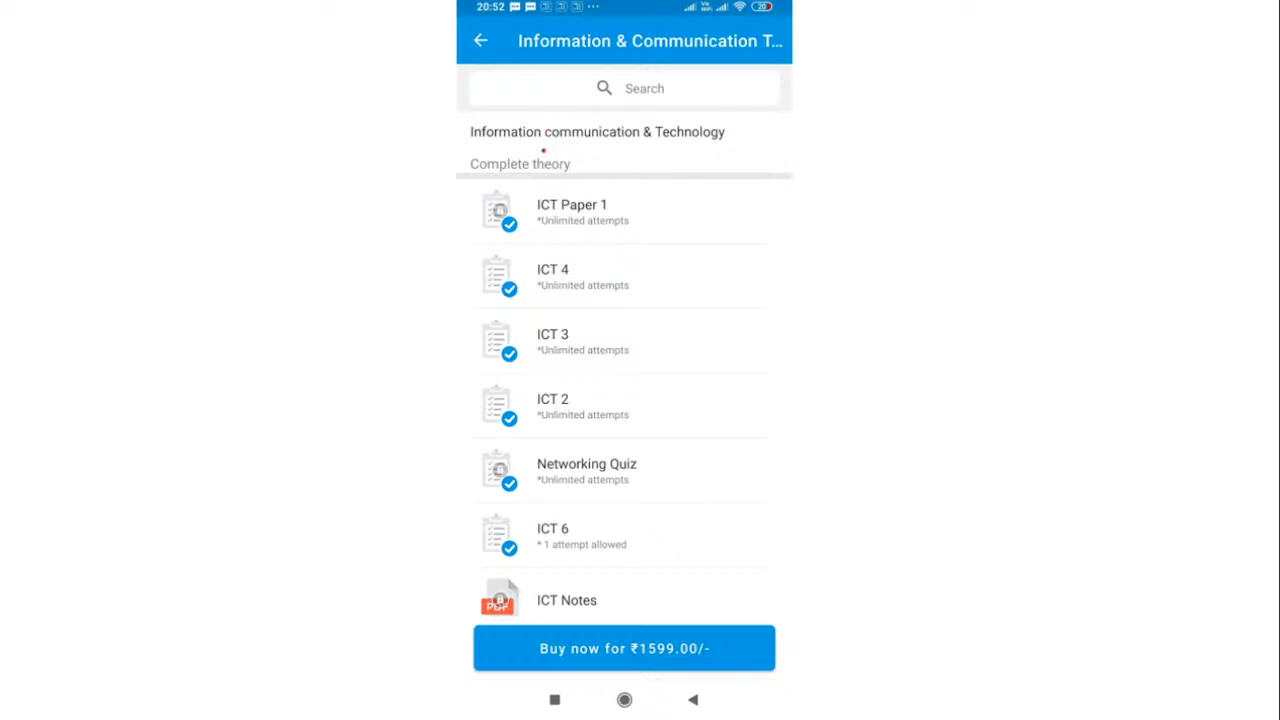 20:52
20
Information & Communication T...
Search
Information communication & Technology
Complete theory
ICT Paper 1
*Unlimited attempts
ICT 4
*Unlimited attempts
ICT 3
*Unlimited attempts
ICT 2
*Unlimited attempts
Networking Quiz
*Unlimited attempts
ICT 6
* 1 attempt allowed
PDF
ICT Notes
Buy now for ₹1599.00/-